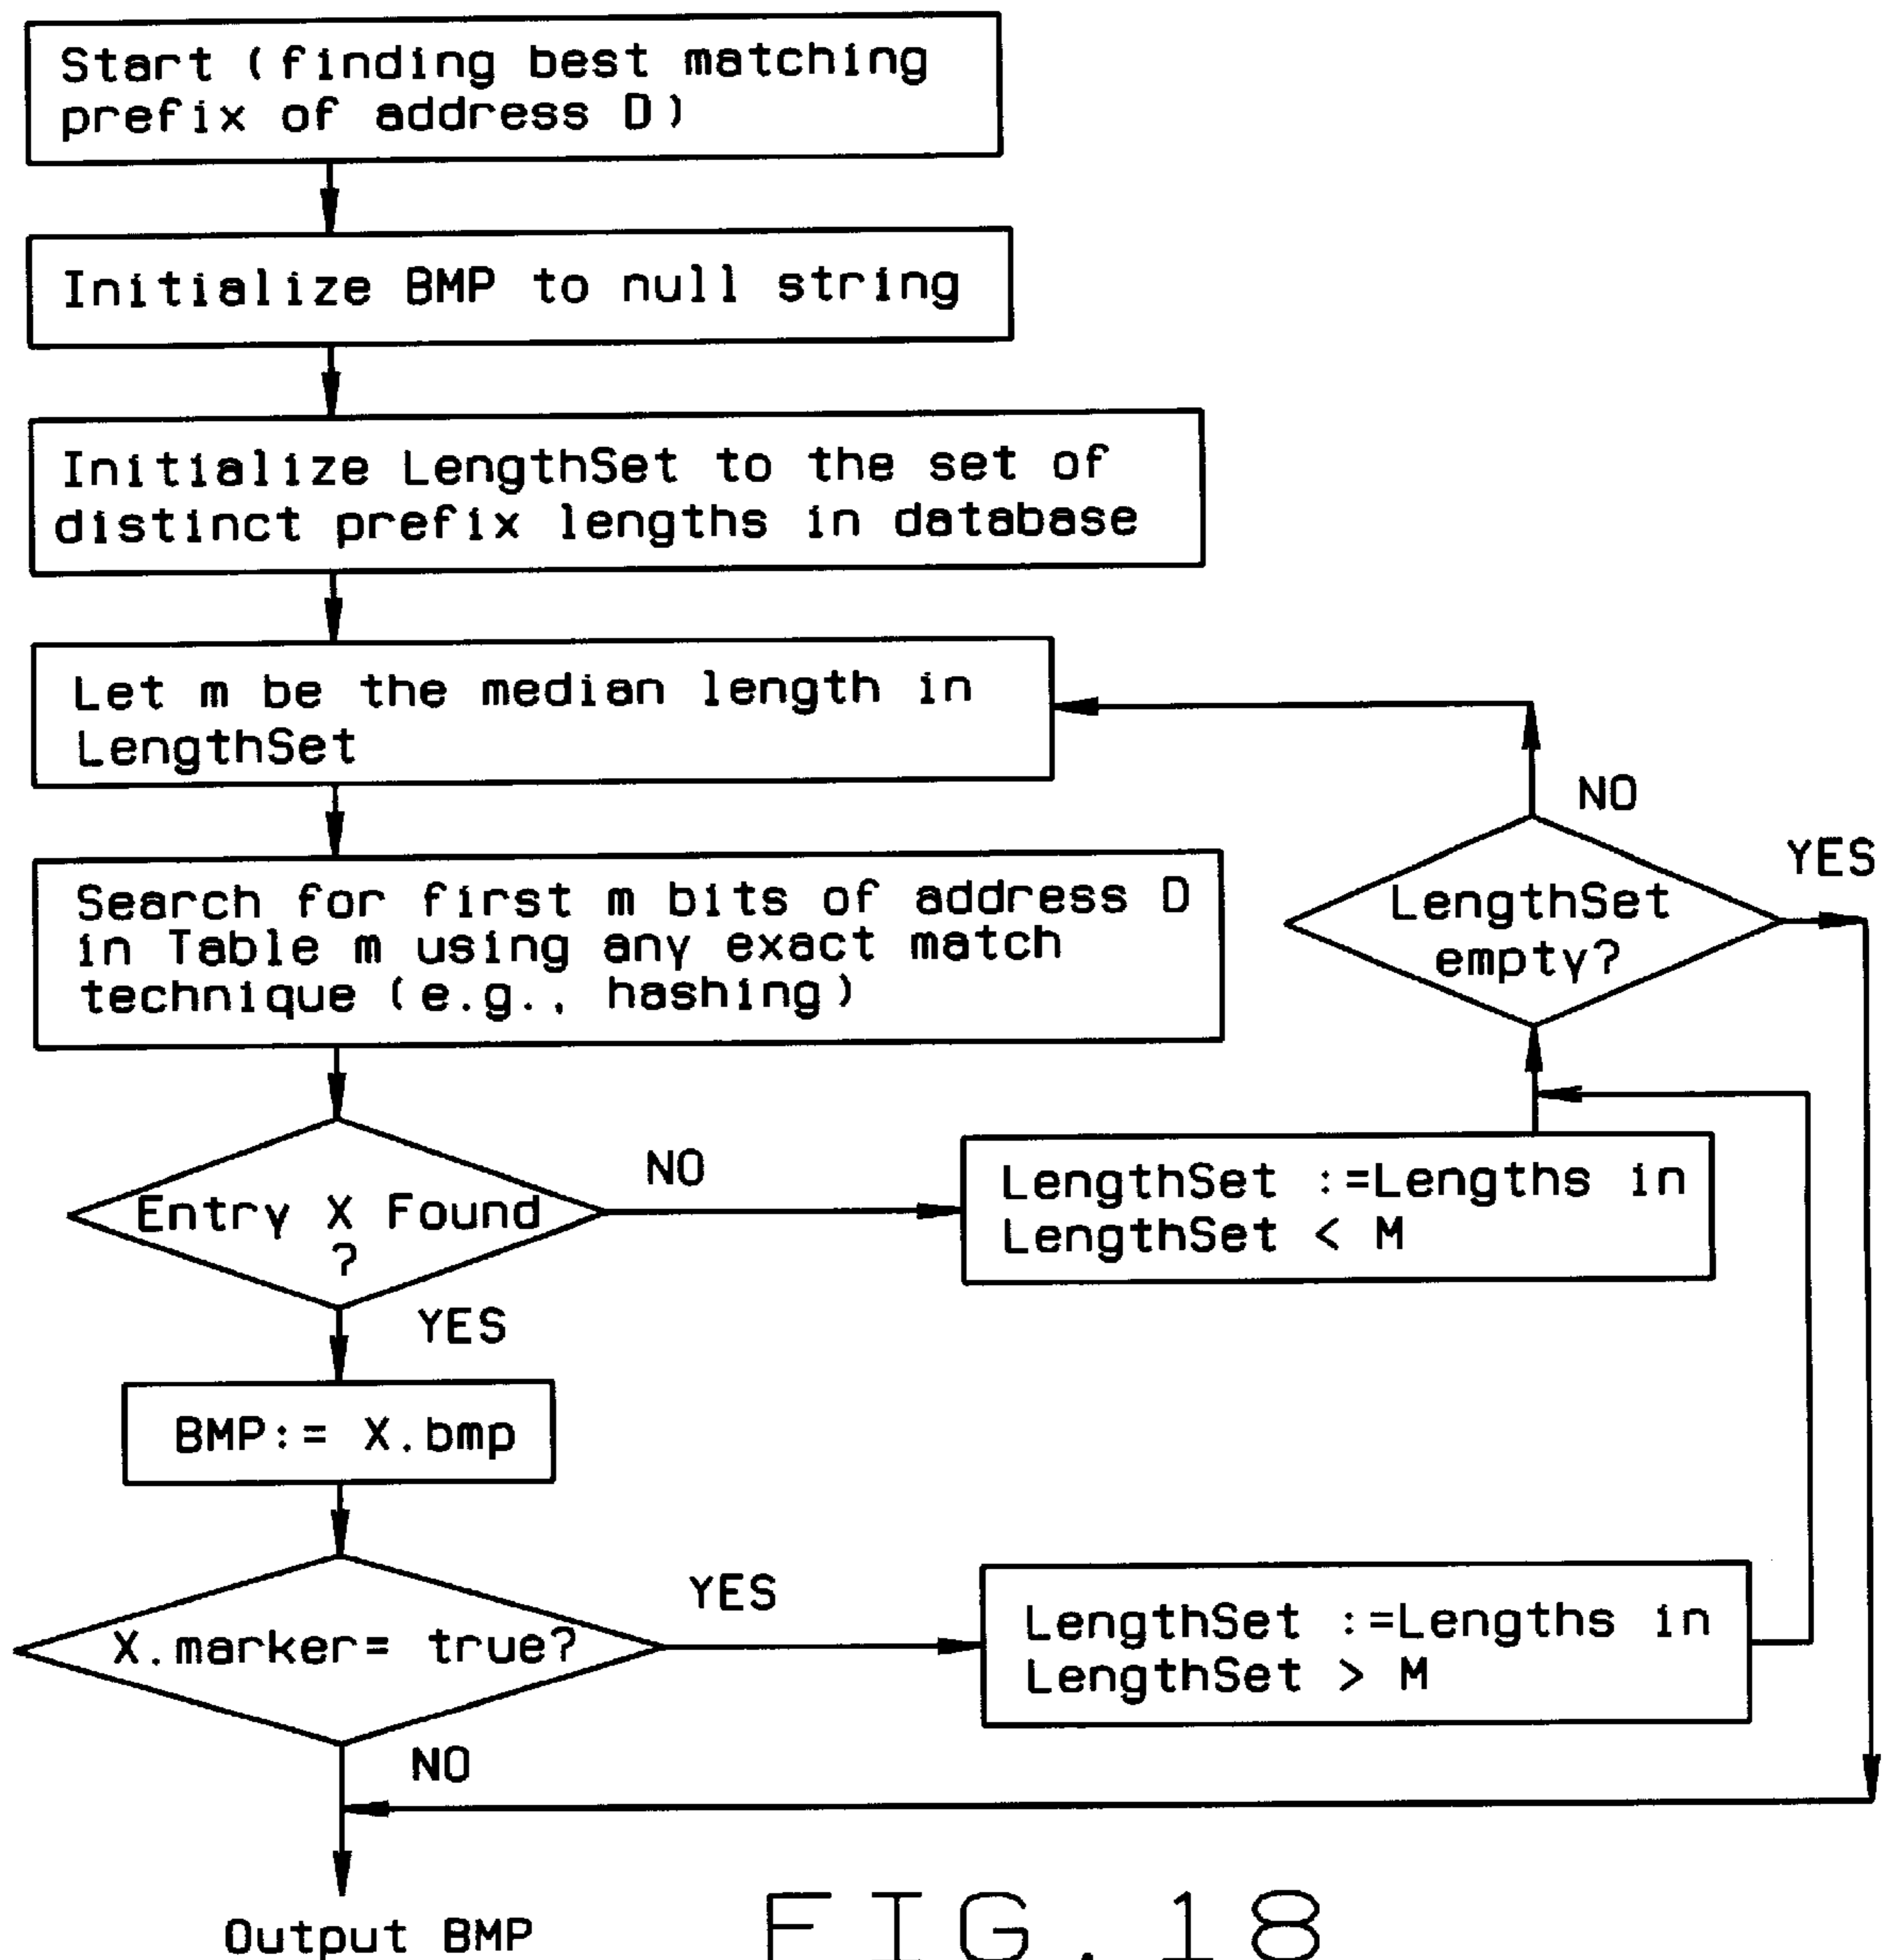 Start (finding best matching
prefix of address D)
Initialize BMP to null string
Initialize LengthSet to the set of
distinct prefix lengths in database
Let m be the median length in
LengthSet
NO
YES
Search for first m bits of address D
in Table m using any exact match
technique (e.g., hashing)
LengthSet
empty?
Entry X Found
?
NO
LengthSet :=Lengths in
LengthSet < M
YES
BMP:= X.bmp
X.marker= true?
YES
LengthSet :=Lengths in
LengthSet > M
NO
Output BMP
FIG. 18